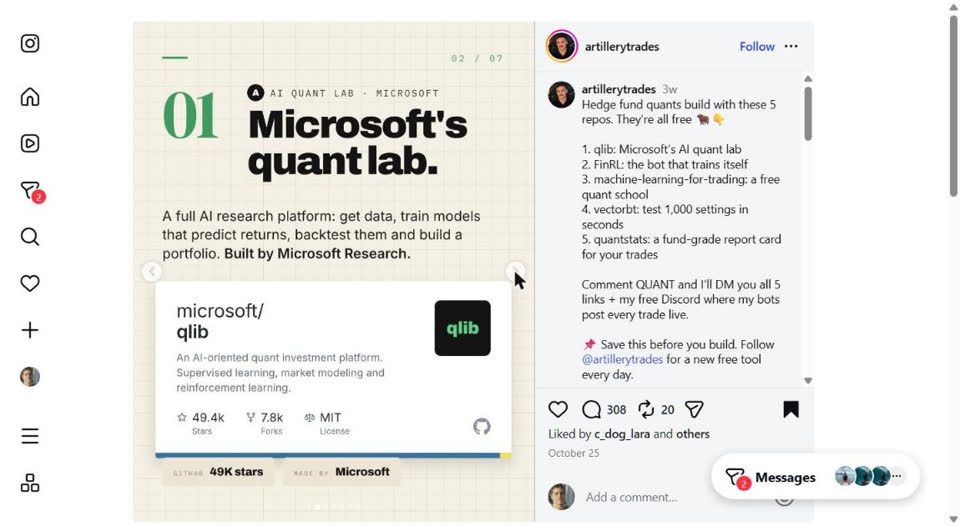 02 / 07
01
A AI QUANT LAB · MICROSOFT
Microsoft's
quant lab.
A full AI research platform: get data, train models
that predict returns, backtest them and build a
portfolio. Built by Microsoft Research.
microsoft/
qlib
qlib
An AI-oriented quant investment platform.
Supervised learning, market modeling and
reinforcement learning.
49.4k
Stars
7.8k
Forks
MIT
License
GITHUB 49K stars
MADE BY Microsoft
2
artillerytrades
Follow
artillerytrades 3w
Hedge fund quants build with these 5
repos. They're all free 🐂 👇
1. qlib: Microsoft's AI quant lab
2. FinRL: the bot that trains itself
3. machine-learning-for-trading: a free
quant school
4. vectorbt: test 1,000 settings in
seconds
5. quantstats: a fund-grade report card
for your trades
Comment QUANT and I'll DM you all 5
links + my free Discord where my bots
post every trade live.
📌 Save this before you build. Follow
@artillerytrades for a new free tool
every day.
308
20
Liked by c_dog_lara and others
October 25
Add a comment...
2
Messages